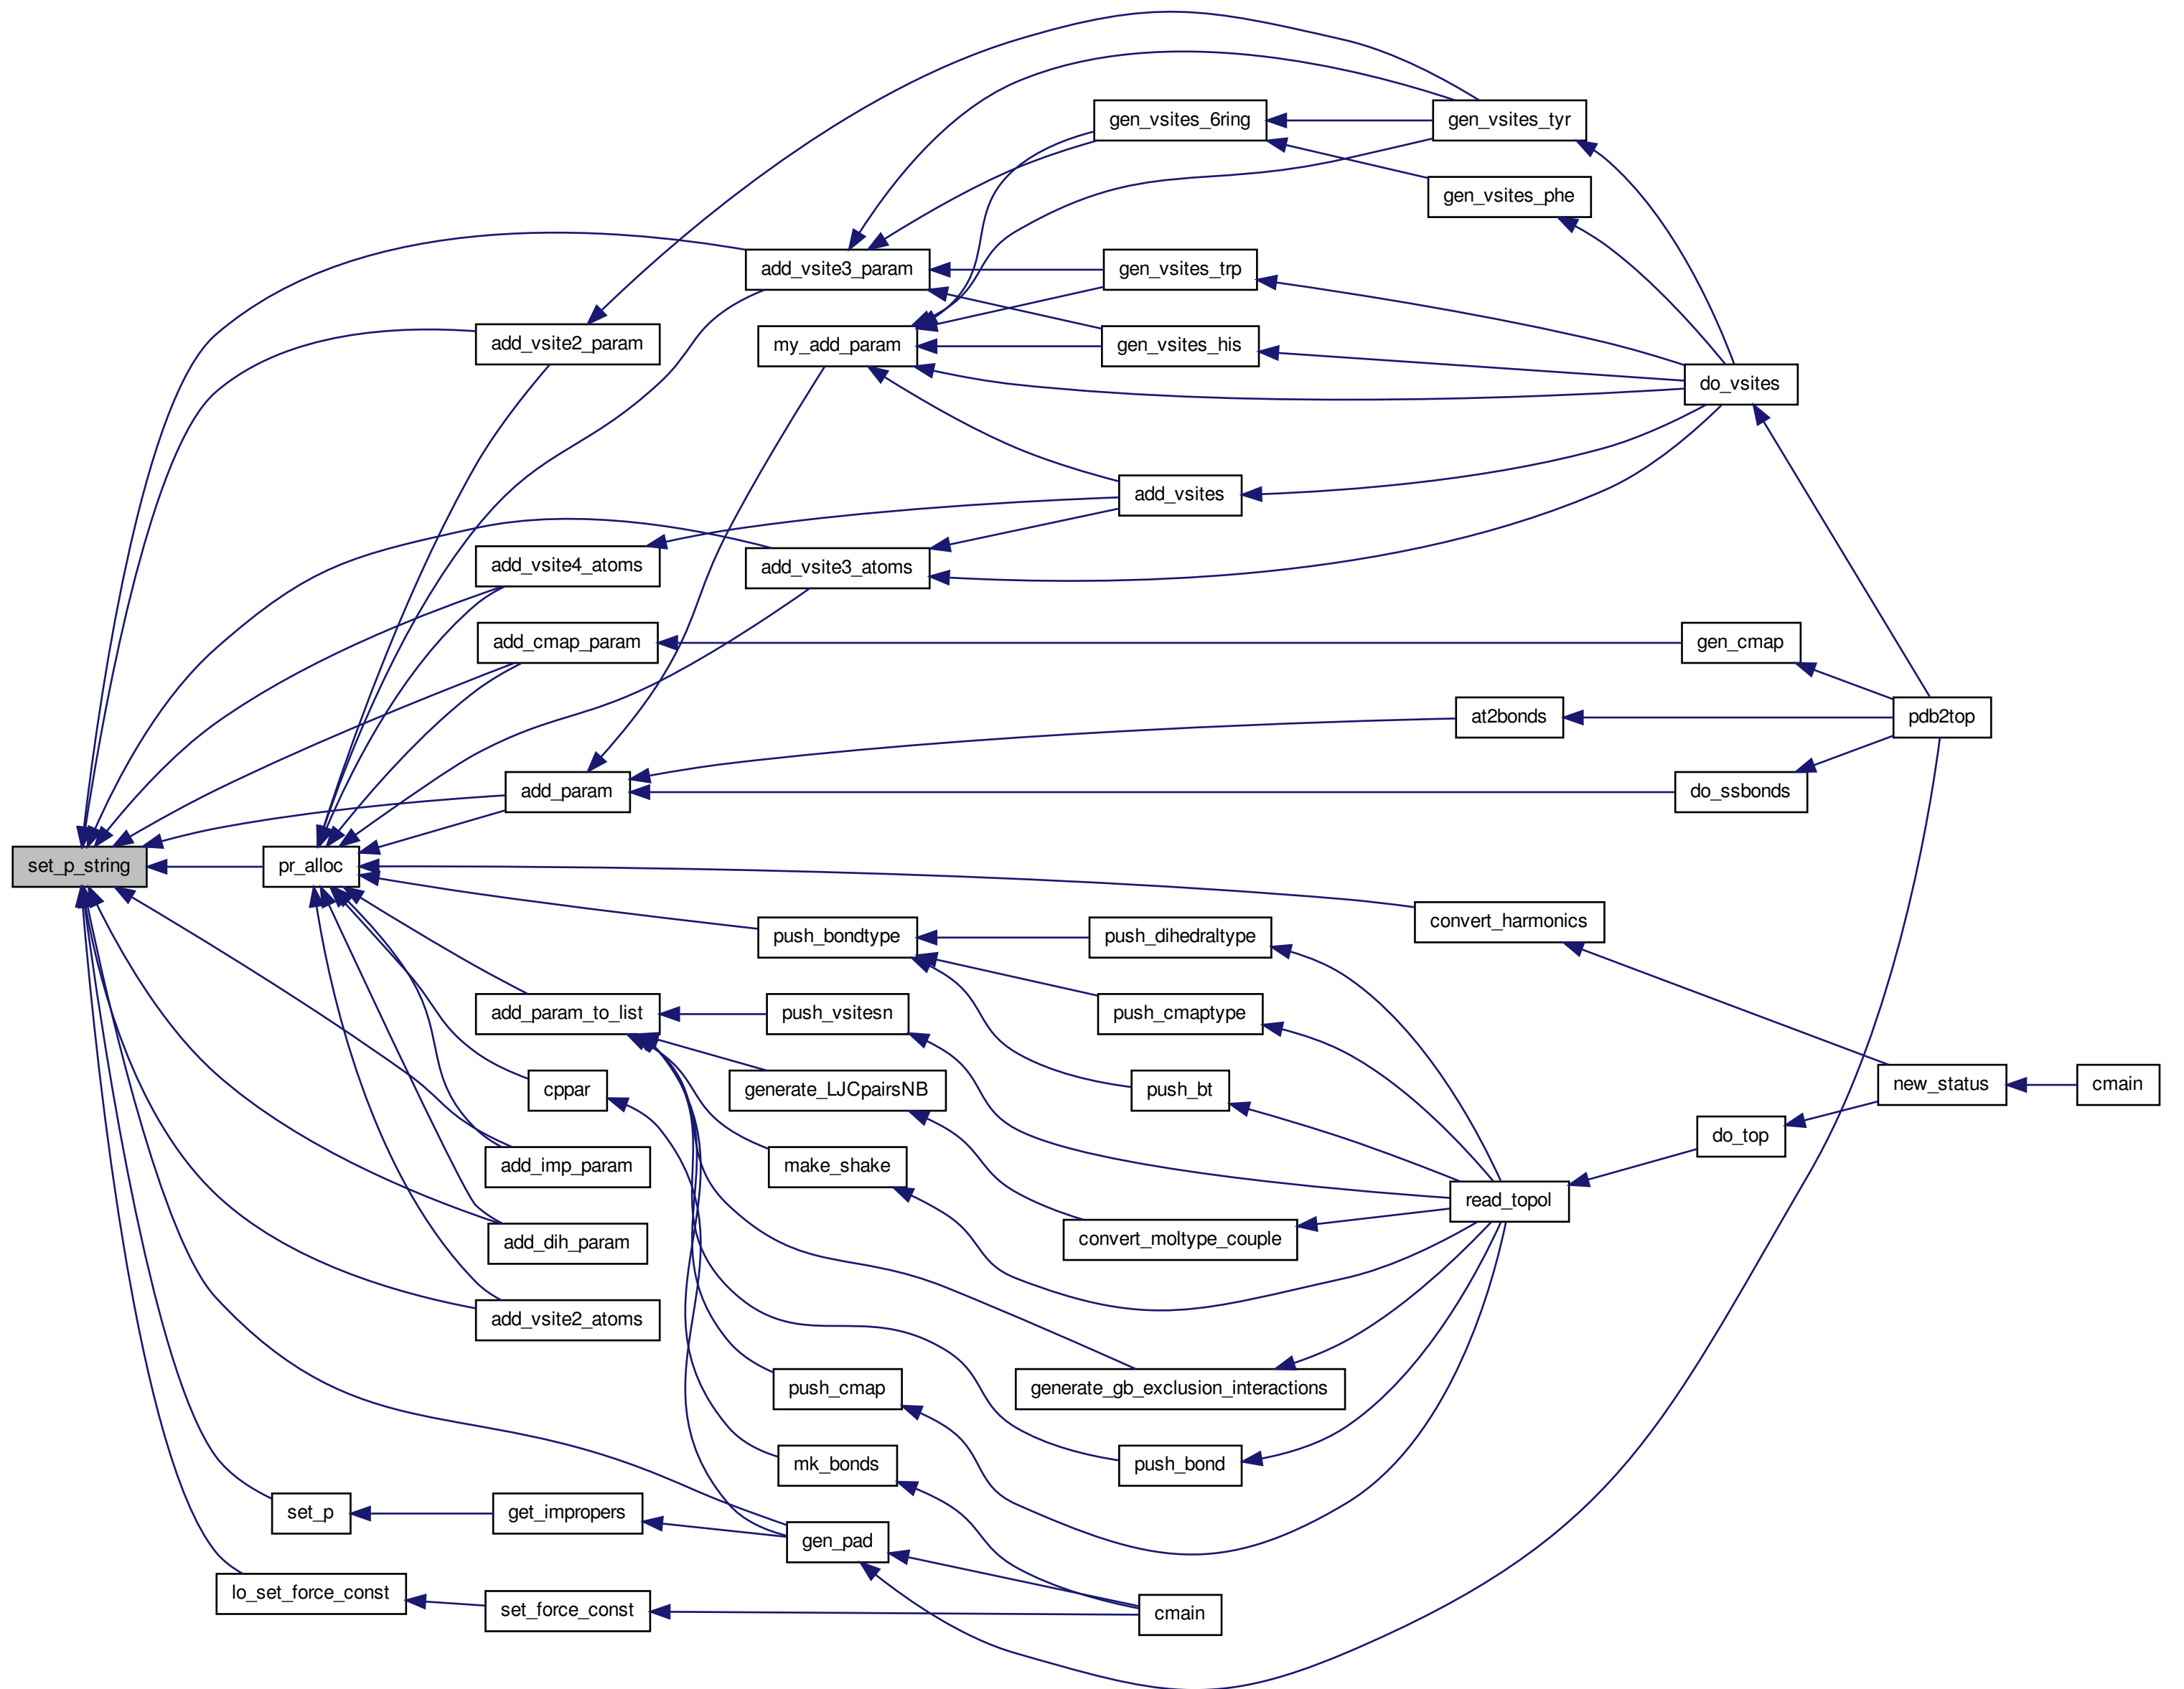 gen_vsites_6ring
gen_vsites_tyr
gen_vsites_phe
add_vsite3_param
gen_vsites_trp
add_vsite2_param
my_add_param
gen_vsites_his
do_vsites
add_vsites
add_vsite4_atoms
add_vsite3_atoms
add_cmap_param
gen_cmap
at2bonds
pdb2top
add_param
do_ssbonds
set_p_string
pr_alloc
convert_harmonics
push_bondtype
push_dihedraltype
add_param_to_list
push_vsitesn
push_cmaptype
cppar
generate_LJCpairsNB
push_bt
new_status
cmain
do_top
add_imp_param
make_shake
read_topol
add_dih_param
convert_moltype_couple
add_vsite2_atoms
push_cmap
generate_gb_exclusion_interactions
mk_bonds
push_bond
set_p
get_impropers
gen_pad
lo_set_force_const
set_force_const
cmain